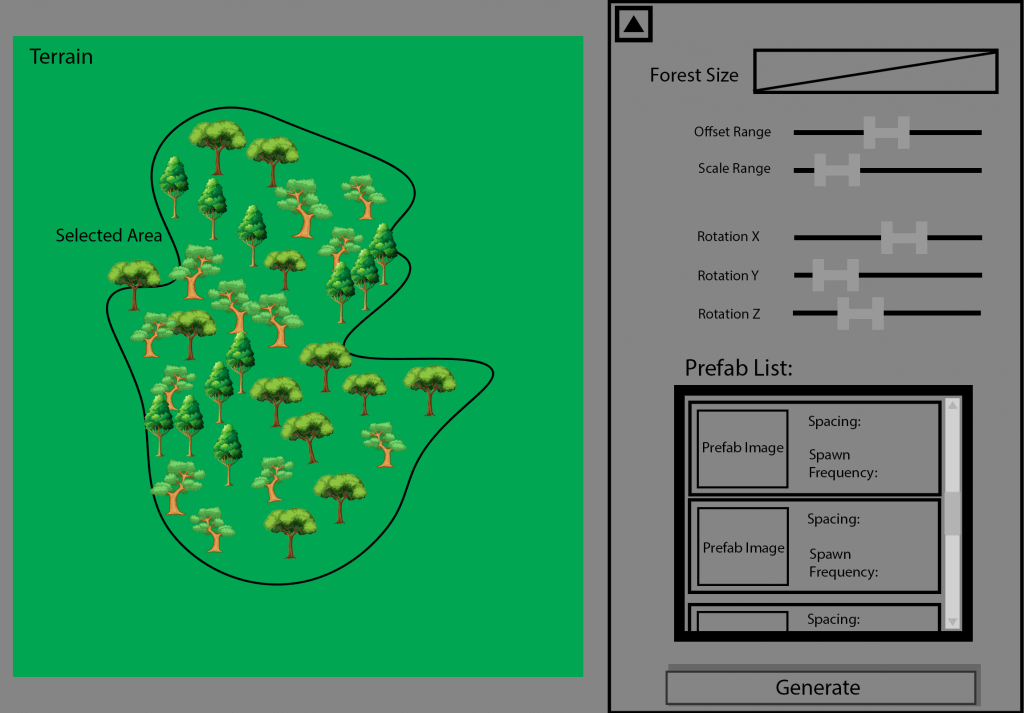 Terrain
Selected Area
Forest Size
Offset Range
Scale Range
Rotation X
Rotation Y
Rotation Z
Prefab List:
Prefab Image
Spacing:
Spawn
Frequency:
Prefab Image
Spacing:
Spawn
Frequency:
Spacing:
Generate